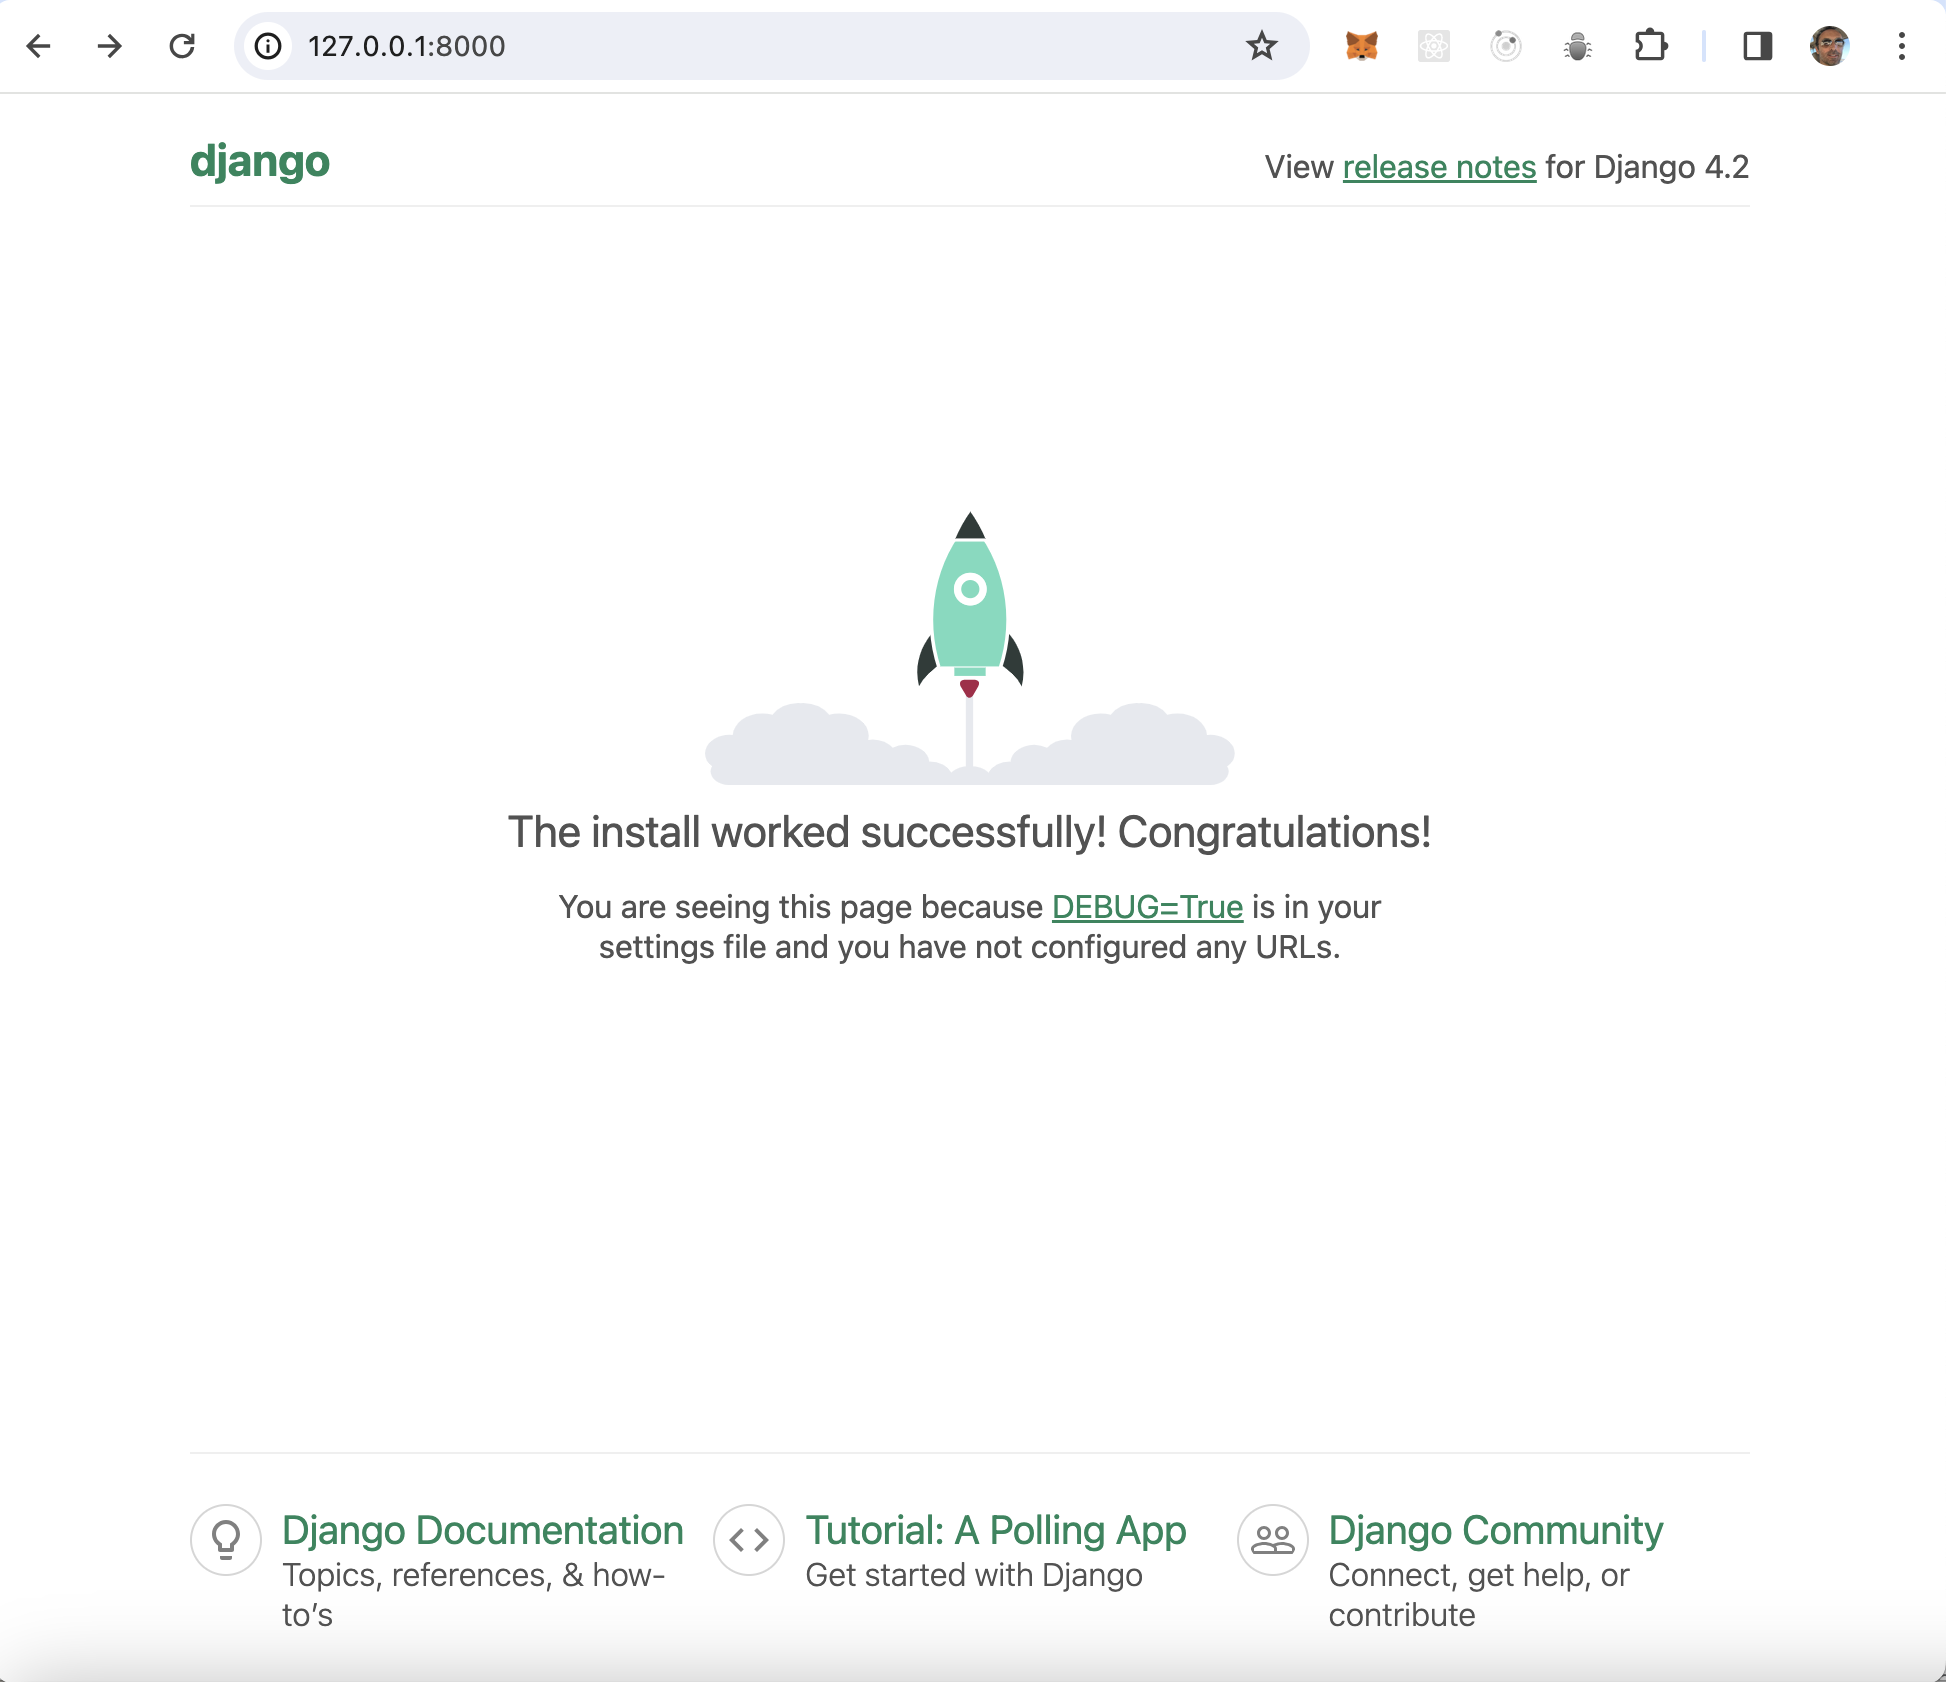 127.0.0.1:8000
django
View release notes for Django 4.2
The install worked successfully! Congratulations!
You are seeing this page because DEBUG=True is in your
settings file and you have not configured any URLs.
Django Documentation
Topics, references, & how-
to’s
Tutorial: A Polling App
Get started with Django
Django Community
Connect, get help, or
contribute